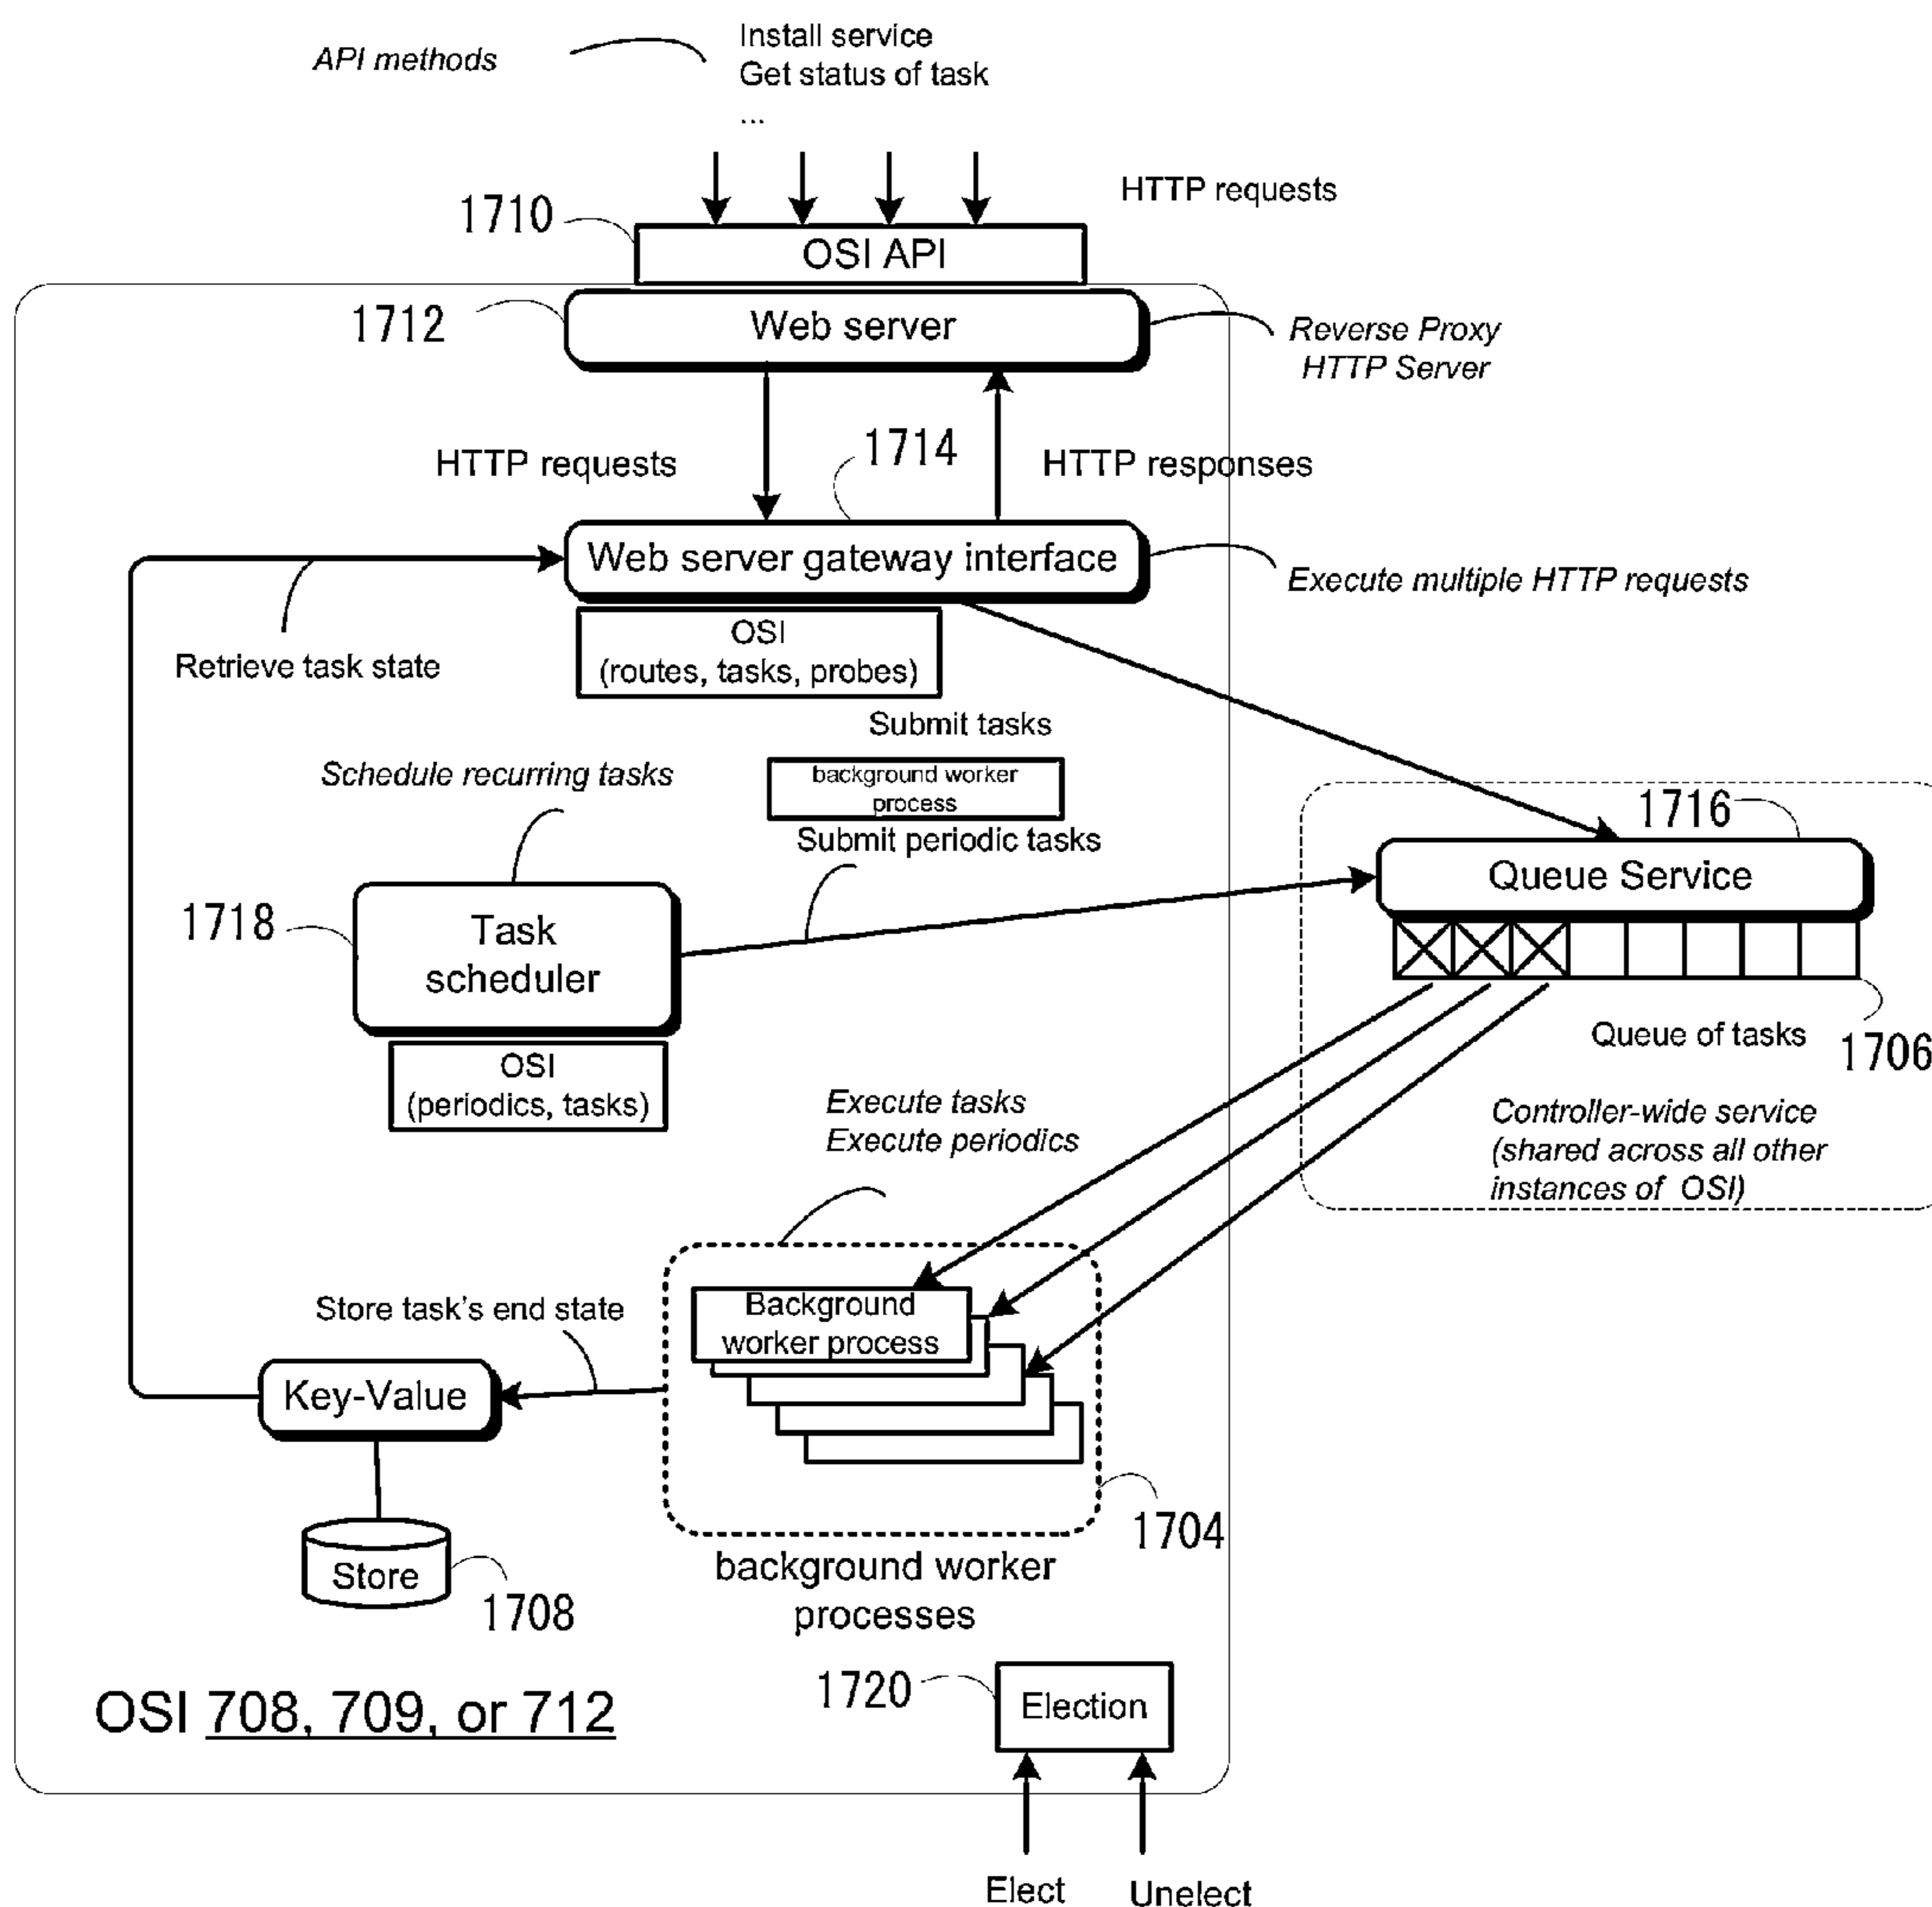 API methods
Install service
Get status of task
...
HTTP requests
1710
OSI API
1712
Web server
Reverse Proxy
HTTP Server
HTTP requests
1714
HTTP responses
Web server gateway interface
Execute multiple HTTP requests
OSI
(routes, tasks, probes)
Retrieve task state
Submit tasks
Schedule recurring tasks
background worker
process
Submit periodic tasks
1716
Queue Service
1718
Task
scheduler
Queue of tasks
1706
OSI
(periodics, tasks)
Execute tasks
Execute periodics
Controller-wide service
(shared across all other
instances of OSI)
Background
worker process
Store task's end state
Key-Value
1704
Store
1708
background worker
processes
1720
Election
OSI 708, 709, or 712
Elect
Unelect